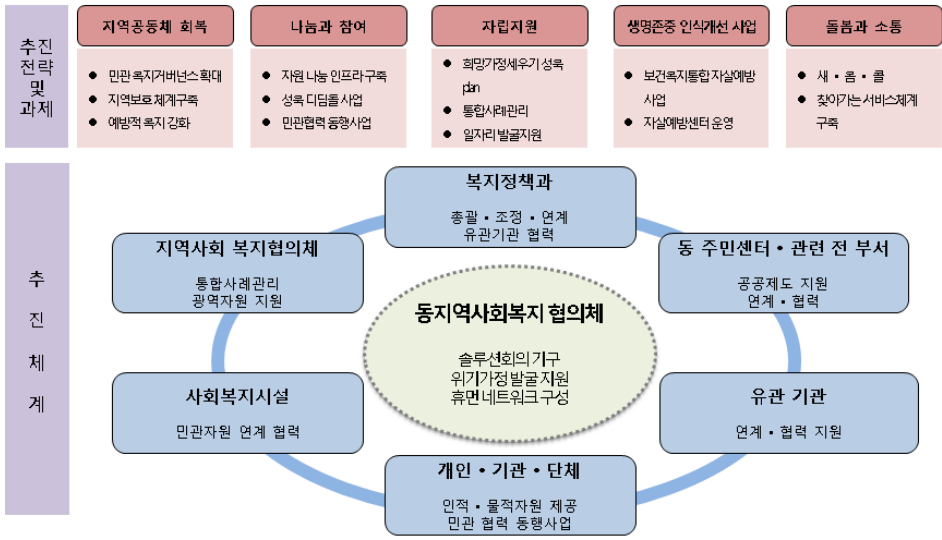 추진
전략
및
과제
지역공동체 회복
민관 복지거버넌스 확대
지역보호 체계구축
예방적 복지 강화
나눔과 참여
자원 나눔 인프라 구축
성북 디딤돌 사업
민관협력 동행사업
자립지원
희망가정세우기 성북
plan
통합사례관리
일자리 발굴지원
생명존중 인식개선 사업
보건복지통합 자살예방
사업
자살예방센터 운영
돌봄과 소통
새·옴·콜
찾아가는 서비스체계
구축
추
진
체
계
복지정책과
총괄·조정·연계
유관기관 협력
지역사회 복지협의체
통합사례관리
광역자원 지원
동 주민센터·관련 전 부서
공공제도 지원
연계·협력
동지역사회복지 협의체
솔루션회의 기구
위기가정 발굴 지원
휴먼 네트워크 구성
사회복지시설
민관자원 연계 협력
유관 기관
연계·협력 지원
개인·기관·단체
인적·물적자원 제공
민관 협력 동행사업